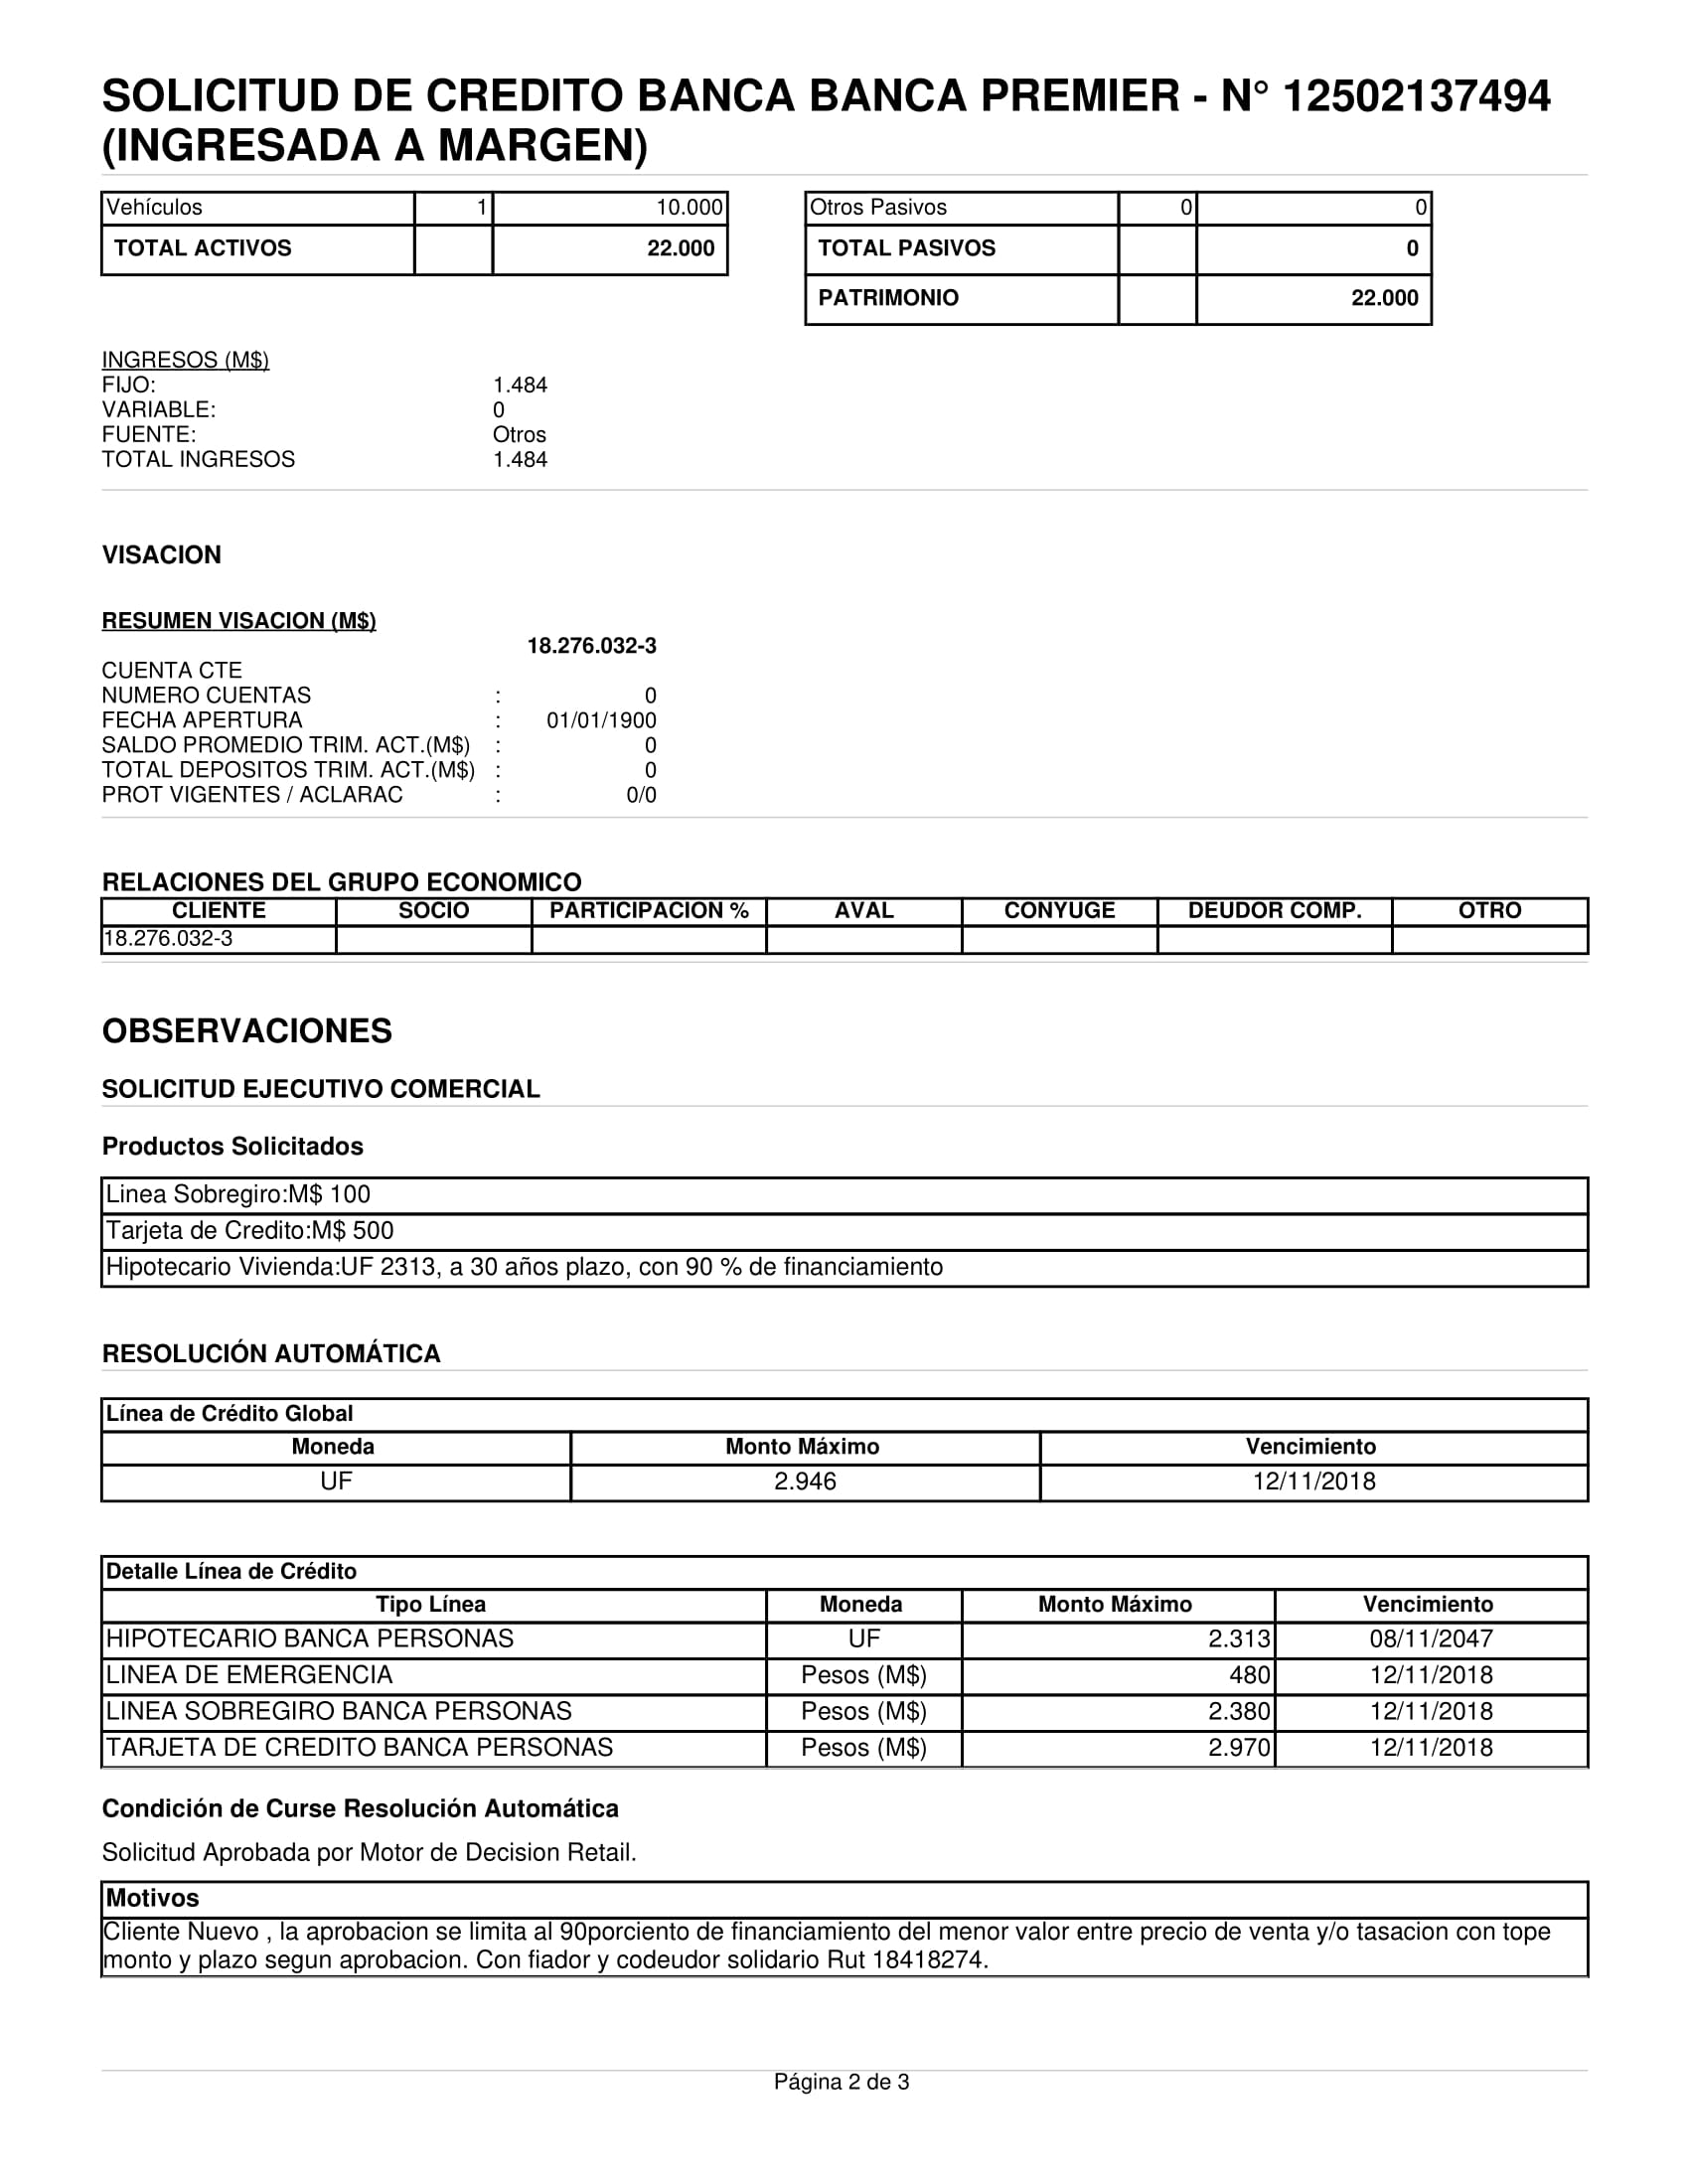 SOLICITUD DE CREDITO BANCA BANCA PREMIER - N° 12502137494
(INGRESADA A MARGEN)
Vehículos 1 10.000
TOTAL ACTIVOS 22.000
Otros Pasivos 0 0
TOTAL PASIVOS 0
PATRIMONIO 22.000
INGRESOS (M$)
FIJO: 1.484
VARIABLE: 0
FUENTE: Otros
TOTAL INGRESOS 1.484
VISACION
RESUMEN VISACION (M$)
18.276.032-3
CUENTA CTE
NUMERO CUENTAS : 0
FECHA APERTURA : 01/01/1900
SALDO PROMEDIO TRIM. ACT.(M$) : 0
TOTAL DEPOSITOS TRIM. ACT.(M$) : 0
PROT VIGENTES / ACLARAC : 0/0
RELACIONES DEL GRUPO ECONOMICO
CLIENTE SOCIO PARTICIPACION % AVAL CONYUGE DEUDOR COMP. OTRO
18.276.032-3
OBSERVACIONES
SOLICITUD EJECUTIVO COMERCIAL
Productos Solicitados
Linea Sobregiro:M$ 100
Tarjeta de Credito:M$ 500
Hipotecario Vivienda:UF 2313, a 30 años plazo, con 90 % de financiamiento
RESOLUCIÓN AUTOMÁTICA
Línea de Crédito Global
Moneda Monto Máximo Vencimiento
UF 2.946 12/11/2018
Detalle Línea de Crédito
Tipo Línea Moneda Monto Máximo Vencimiento
HIPOTECARIO BANCA PERSONAS UF 2.313 08/11/2047
LINEA DE EMERGENCIA Pesos (M$) 480 12/11/2018
LINEA SOBREGIRO BANCA PERSONAS Pesos (M$) 2.380 12/11/2018
TARJETA DE CREDITO BANCA PERSONAS Pesos (M$) 2.970 12/11/2018
Condición de Curse Resolución Automática
Solicitud Aprobada por Motor de Decision Retail.
Motivos
Cliente Nuevo , la aprobacion se limita al 90porciento de financiamiento del menor valor entre precio de venta y/o tasacion con tope
monto y plazo segun aprobacion. Con fiador y codeudor solidario Rut 18418274.
Página 2 de 3